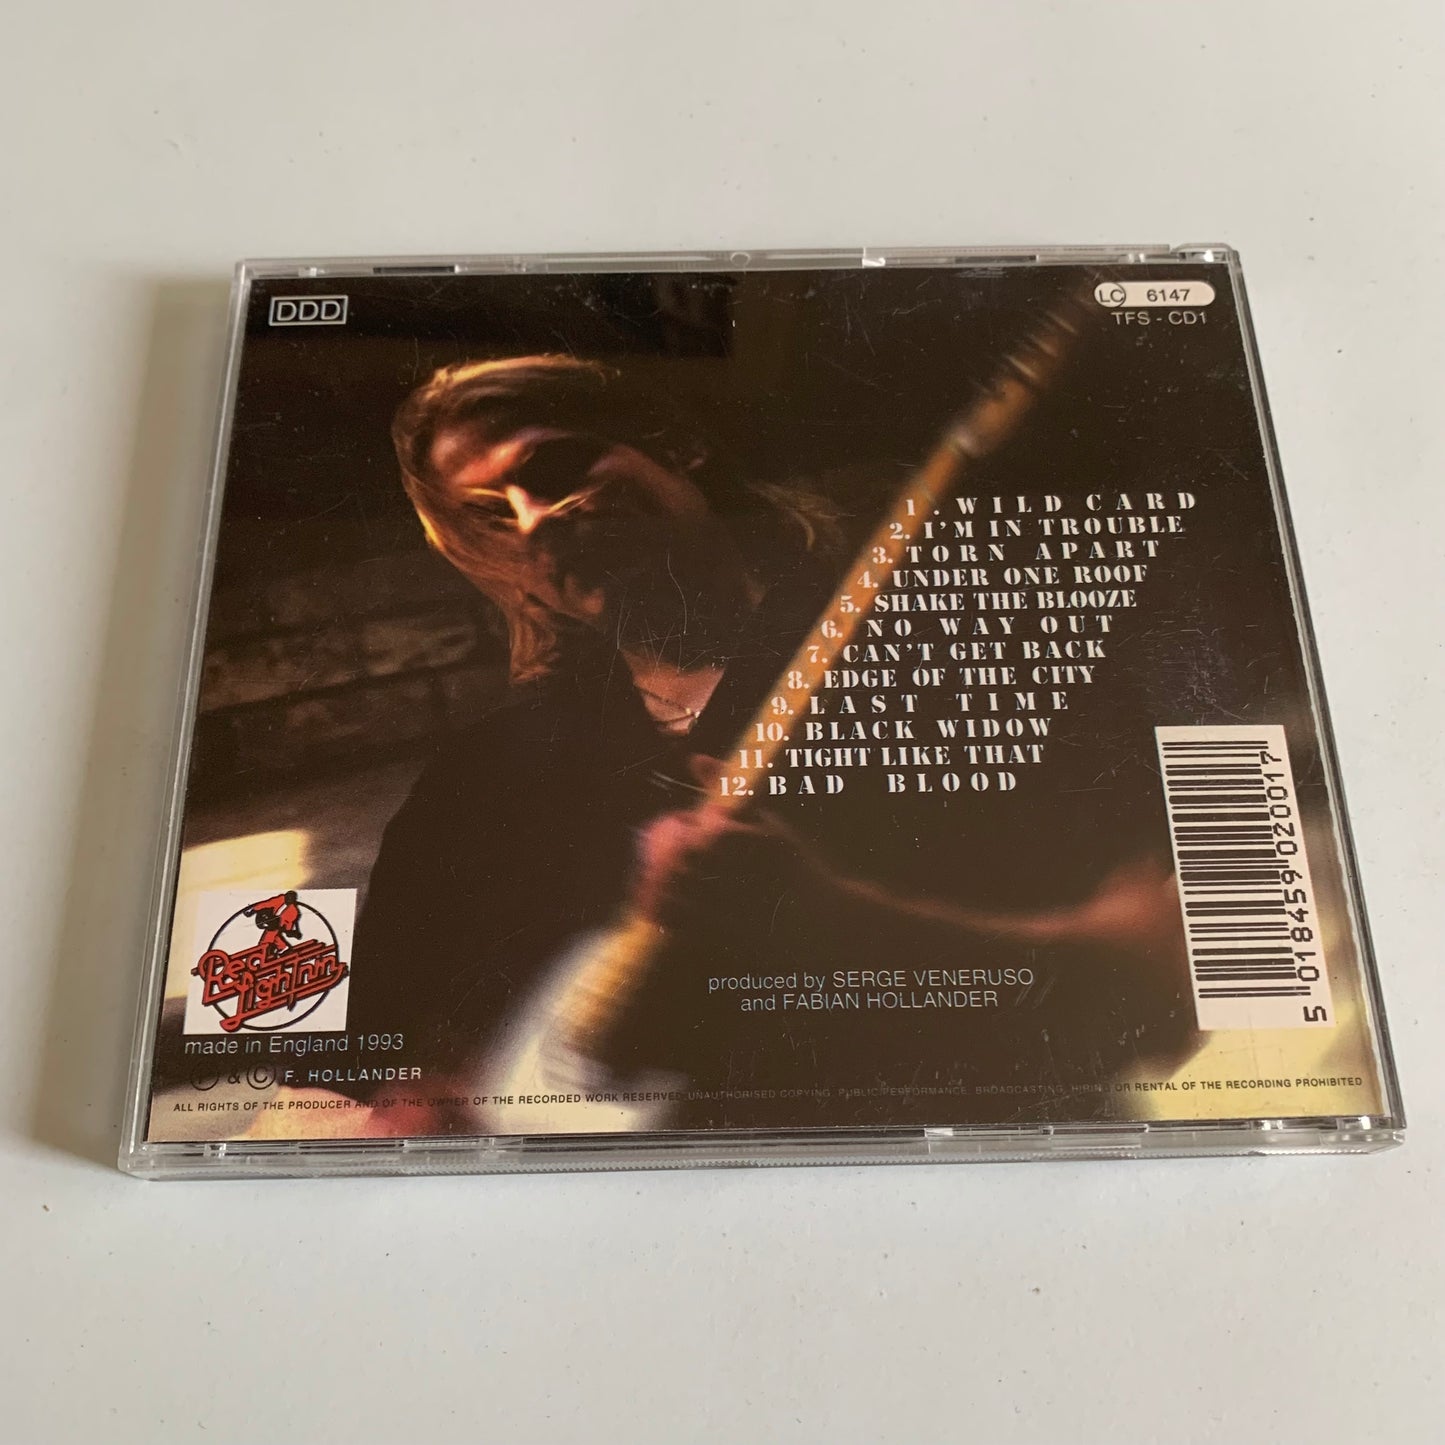 DDD
LC 6147
TFS - CD1
1. WILD CARD
2. I'M IN TROUBLE
3. TORN APART
4. UNDER ONE ROOF
5. SHAKE THE BLOOZE
6. NO WAY OUT
7. CAN'T GET BACK
8. EDGE OF THE CITY
9. LAST TIME
10. BLACK WIDOW
11. TIGHT LIKE THAT
12. BAD BLOOD
5 018459 020017
Red
Lightnin
produced by SERGE VENERUSO
and FABIAN HOLLANDER
made in England 1993
P & © F. HOLLANDER
ALL RIGHTS OF THE PRODUCER AND OF THE OWNER OF THE RECORDED WORK RESERVED. UNAUTHORISED COPYING, PUBLIC PERFORMANCE, BROADCASTING, HIRING OR RENTAL OF THE RECORDING PROHIBITED